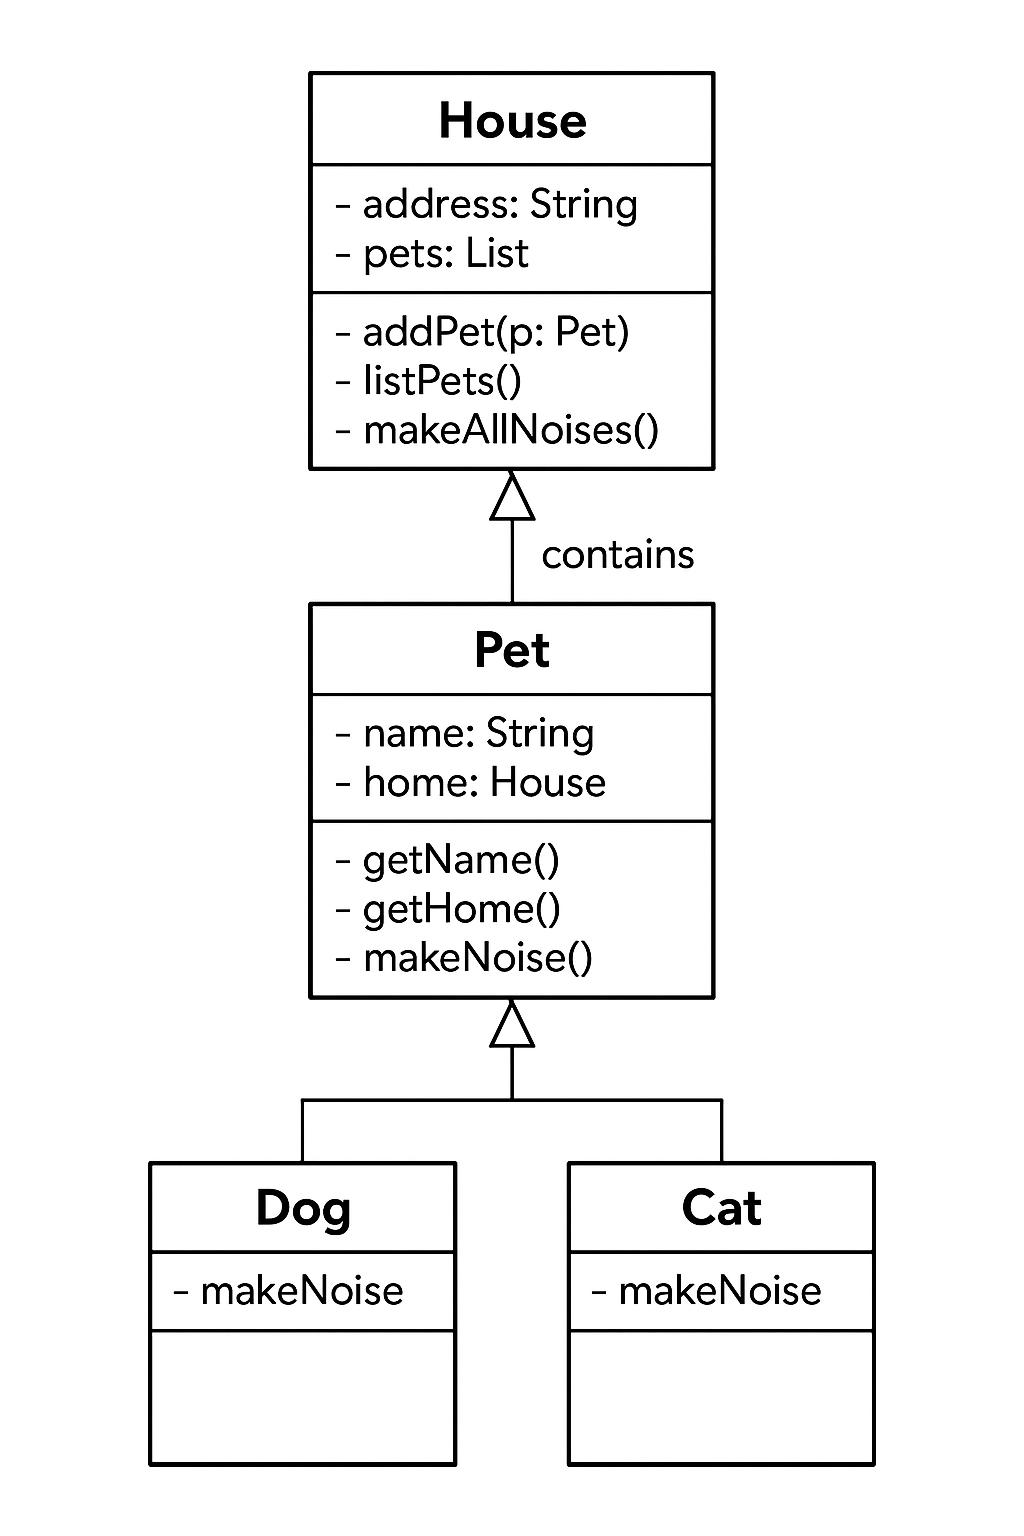 House
- address: String
- pets: List
- addPet(p: Pet)
- listPets()
- makeAllNoises()
contains
Pet
- name: String
- home: House
- getName()
- getHome()
- makeNoise()
Dog
- makeNoise
Cat
- makeNoise